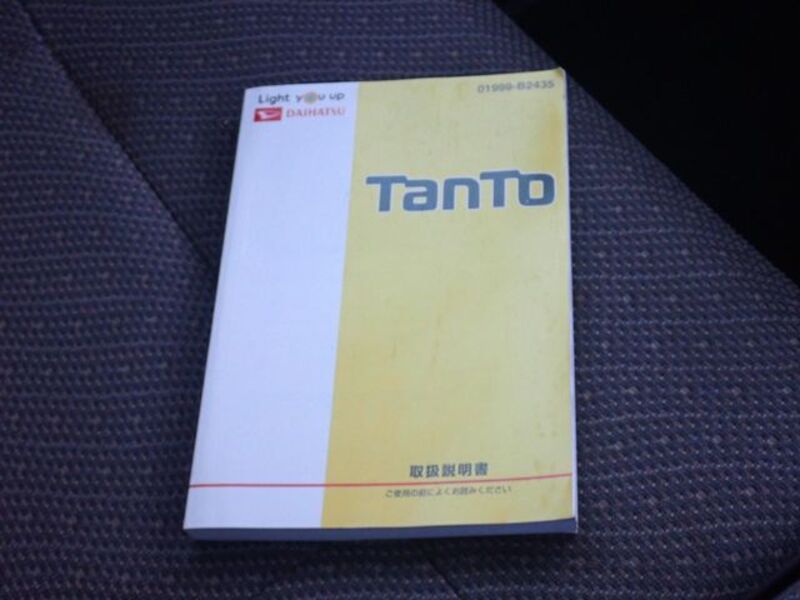 Light you up
01999-B2435
DAIHATSU
TanTo
取扱説明書
ご使用の前によくお読みください